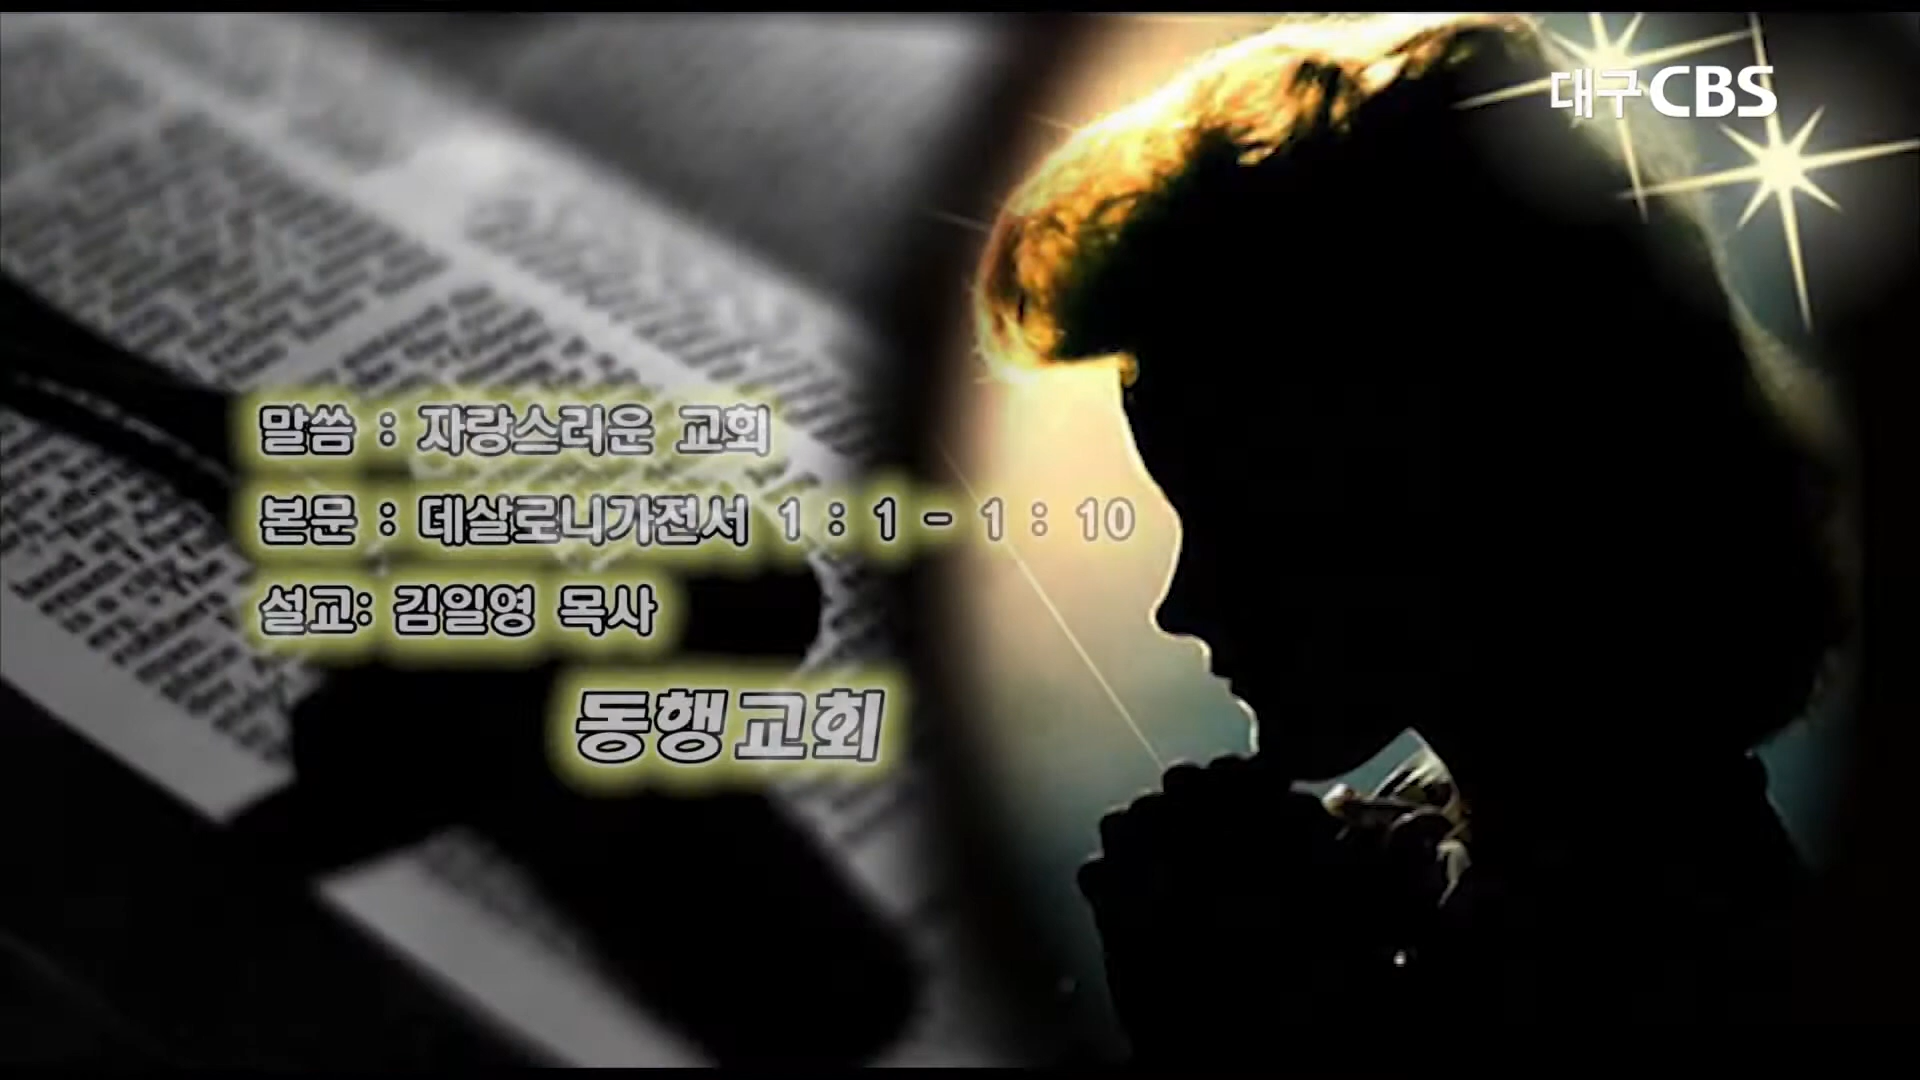 대구CBS
말씀 : 자랑스러운 교회
본문 : 데살로니가전서 1 : 1 - 1 : 10
설교: 김일영 목사
동행교회